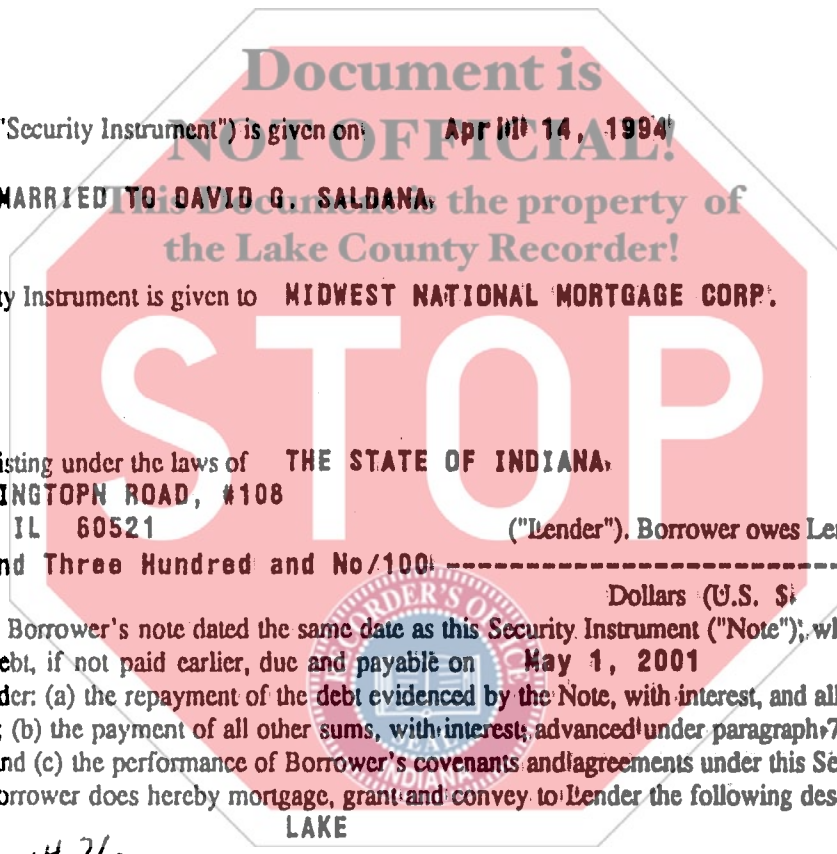 Document is
"Security Instrument") is given on April 14, 1994
NOT OFFICIAL!
MARRIED TO DAVID G. SALDANA
This Document is the property of
the Lake County Recorder!
ty Instrument is given to MIDWEST NATIONAL MORTGAGE CORP.
STOP
isting under the laws of THE STATE OF INDIANA
INGTOPN ROAD, #108
IL 60521 ("Lender"). Borrower owes Len
nd Three Hundred and No/100 --------------------
Dollars (U.S. $
Borrower's note dated the same date as this Security Instrument ("Note"), wh
ebt, if not paid earlier, due and payable on May 1, 2001
der: (a) the repayment of the debt evidenced by the Note, with interest, and all
; (b) the payment of all other sums, with interest, advanced under paragraph 7
nd (c) the performance of Borrower's covenants and agreements under this Se
orrower does hereby mortgage, grant and convey to Lender the following des
LAKE
RECORDER'S OFFICE
SEAL
INDIANA